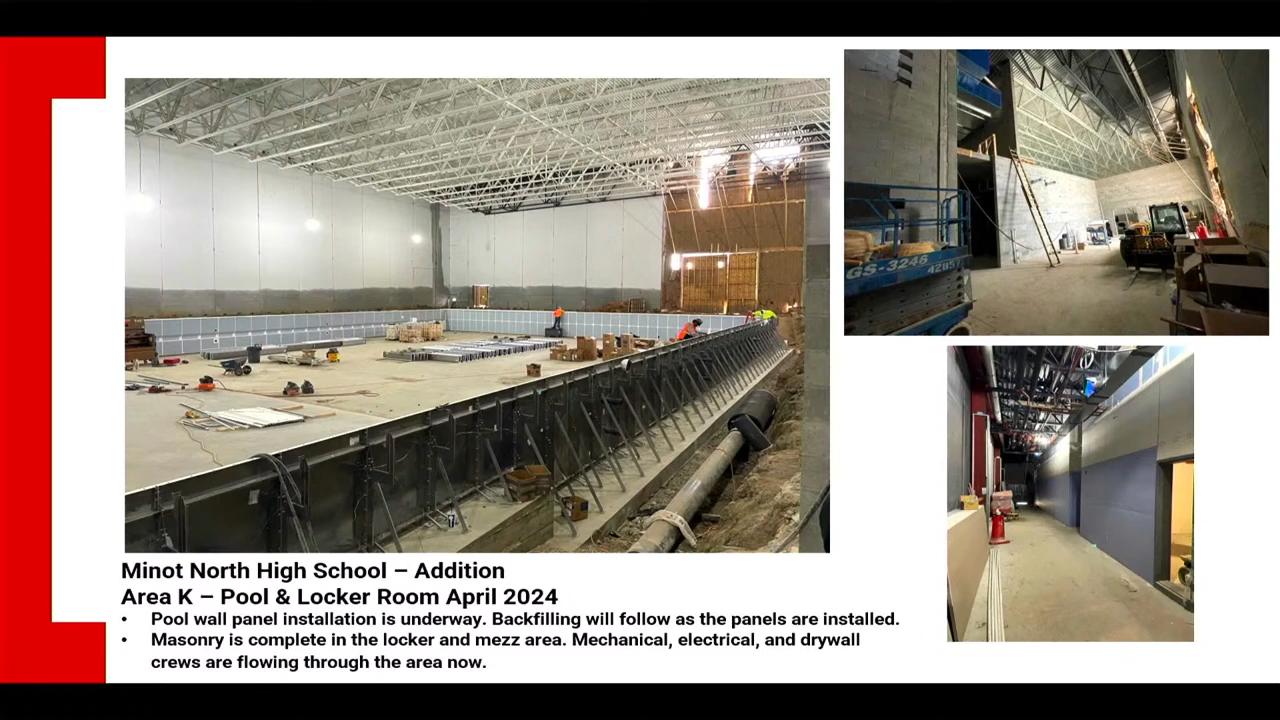 GS-3246
42857
Minot North High School – Addition
Area K – Pool & Locker Room April 2024
• Pool wall panel installation is underway. Backfilling will follow as the panels are installed.
• Masonry is complete in the locker and mezz area. Mechanical, electrical, and drywall
crews are flowing through the area now.